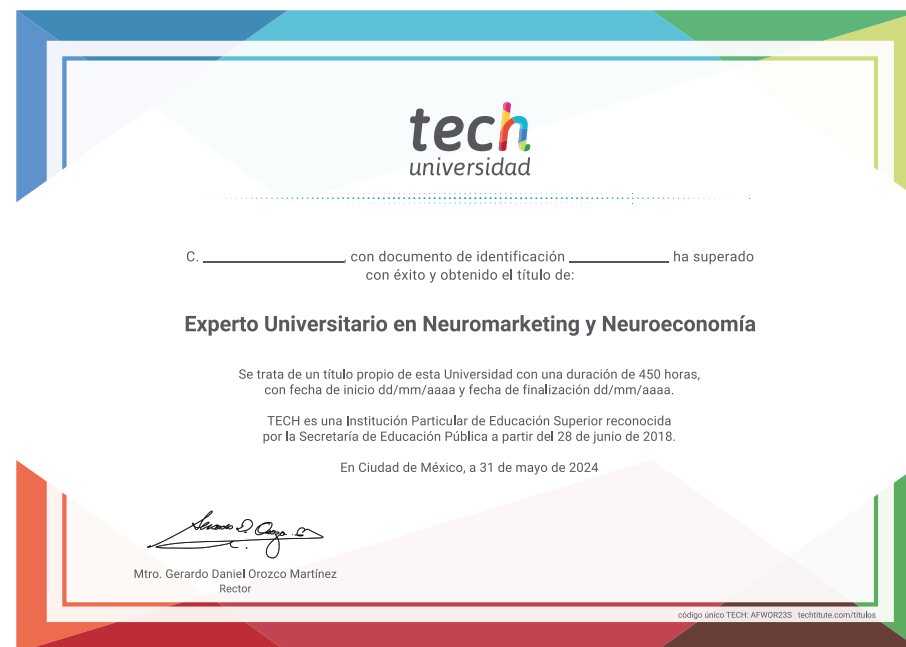 tech
universidad
C. ____________, con documento de identificación ____________ ha superado
con éxito y obtenido el título de:
Experto Universitario en Neuromarketing y Neuroeconomía
Se trata de un título propio de esta Universidad con una duración de 450 horas,
con fecha de inicio dd/mm/aaaa y fecha de finalización dd/mm/aaaa.
TECH es una Institución Particular de Educación Superior reconocida
por la Secretaría de Educación Pública a partir del 28 de junio de 2018.
En Ciudad de México, a 31 de mayo de 2024
Mtro. Gerardo Daniel Orozco Martínez
Rector
código único TECH: AFWOR23S techtitute.com/titulos